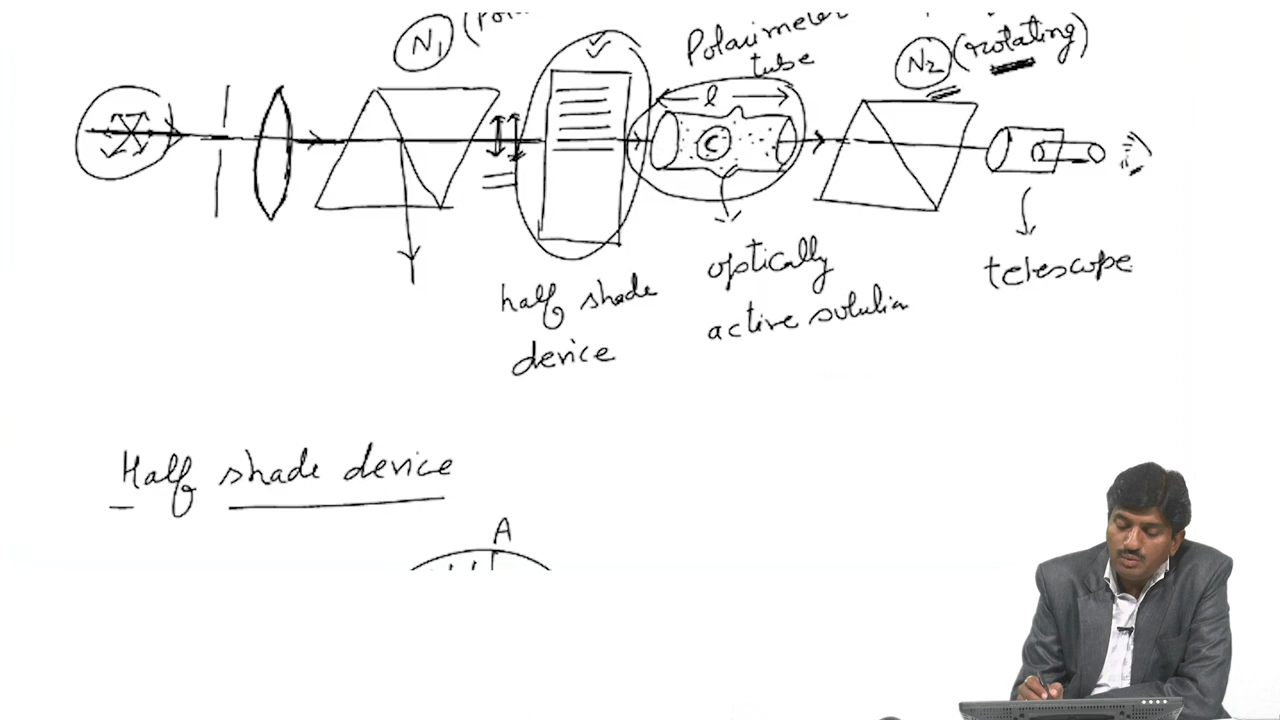 N1
Polarimeter
tube
N2 (rotating)
l
C
half shade
device
optically
active solution
telescope
Half shade device
A